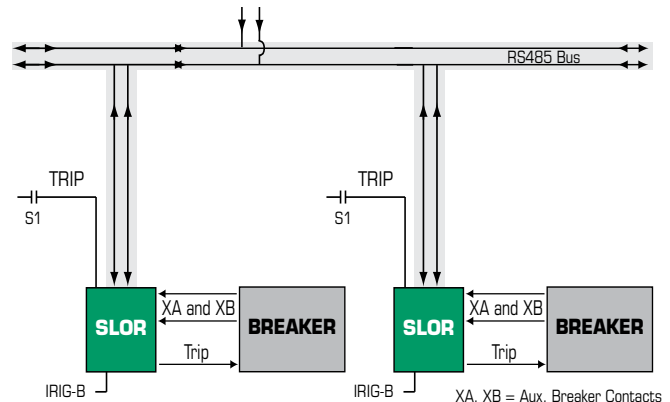 RS485 Bus
TRIP
S1
TRIP
S1
SLOR
XA and XB
Trip
BREAKER
SLOR
XA and XB
Trip
BREAKER
IRIG-B
IRIG-B
XA, XB = Aux. Breaker Contacts